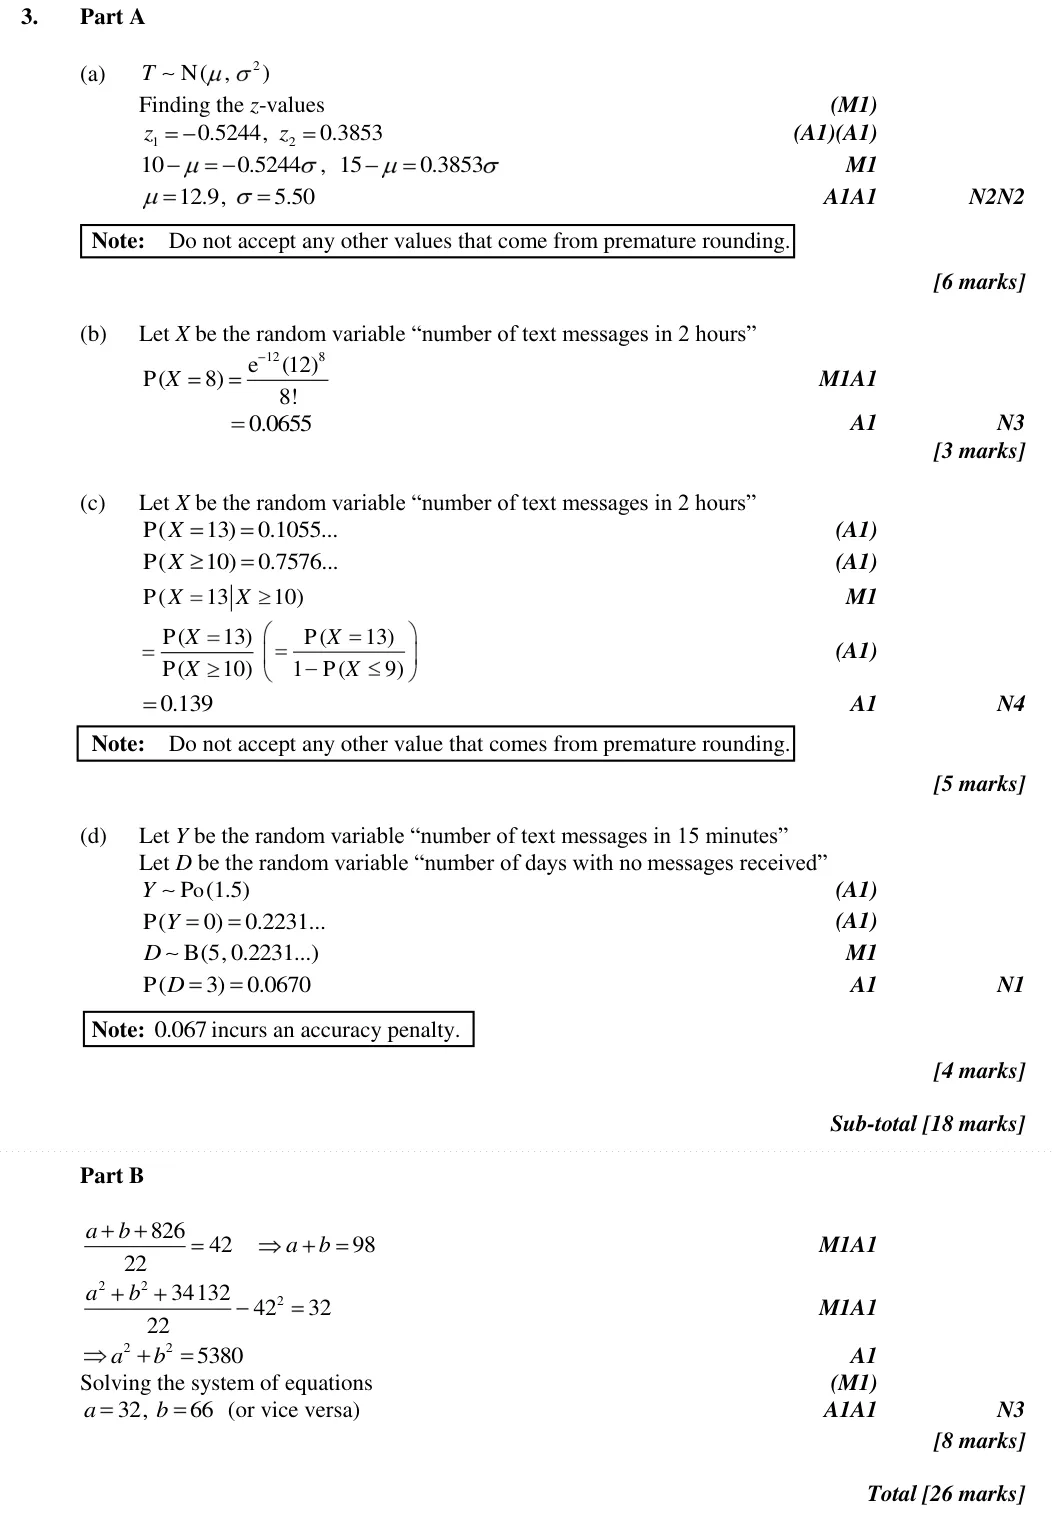 3. Part A
(a) T ~ N(μ, σ²)
Finding the z-values (M1)
z₁ = −0.5244, z₂ = 0.3853 (A1)(A1)
10 − μ = −0.5244σ, 15 − μ = 0.3853σ M1
μ = 12.9, σ = 5.50 A1A1 N2N2
Note: Do not accept any other values that come from premature rounding.
[6 marks]
(b) Let X be the random variable “number of text messages in 2 hours”
P(X = 8) = e⁻¹²(12)⁸ / 8! M1A1
= 0.0655 A1 N3
[3 marks]
(c) Let X be the random variable “number of text messages in 2 hours”
P(X = 13) = 0.1055... (A1)
P(X ≥ 10) = 0.7576... (A1)
P(X = 13 | X ≥ 10) M1
= P(X = 13) / P(X ≥ 10) (= P(X = 13) / 1 − P(X ≤ 9)) (A1)
= 0.139 A1 N4
Note: Do not accept any other value that comes from premature rounding.
[5 marks]
(d) Let Y be the random variable “number of text messages in 15 minutes”
Let D be the random variable “number of days with no messages received”
Y ~ Po(1.5) (A1)
P(Y = 0) = 0.2231... (A1)
D ~ B(5, 0.2231...) M1
P(D = 3) = 0.0670 A1 N1
Note: 0.067 incurs an accuracy penalty.
[4 marks]
Sub-total [18 marks]
Part B
a + b + 826 / 22 = 42 ⇒ a + b = 98 M1A1
a² + b² + 34132 / 22 − 42² = 32 M1A1
⇒ a² + b² = 5380 A1
Solving the system of equations (M1)
a = 32, b = 66 (or vice versa) A1A1 N3
[8 marks]
Total [26 marks]